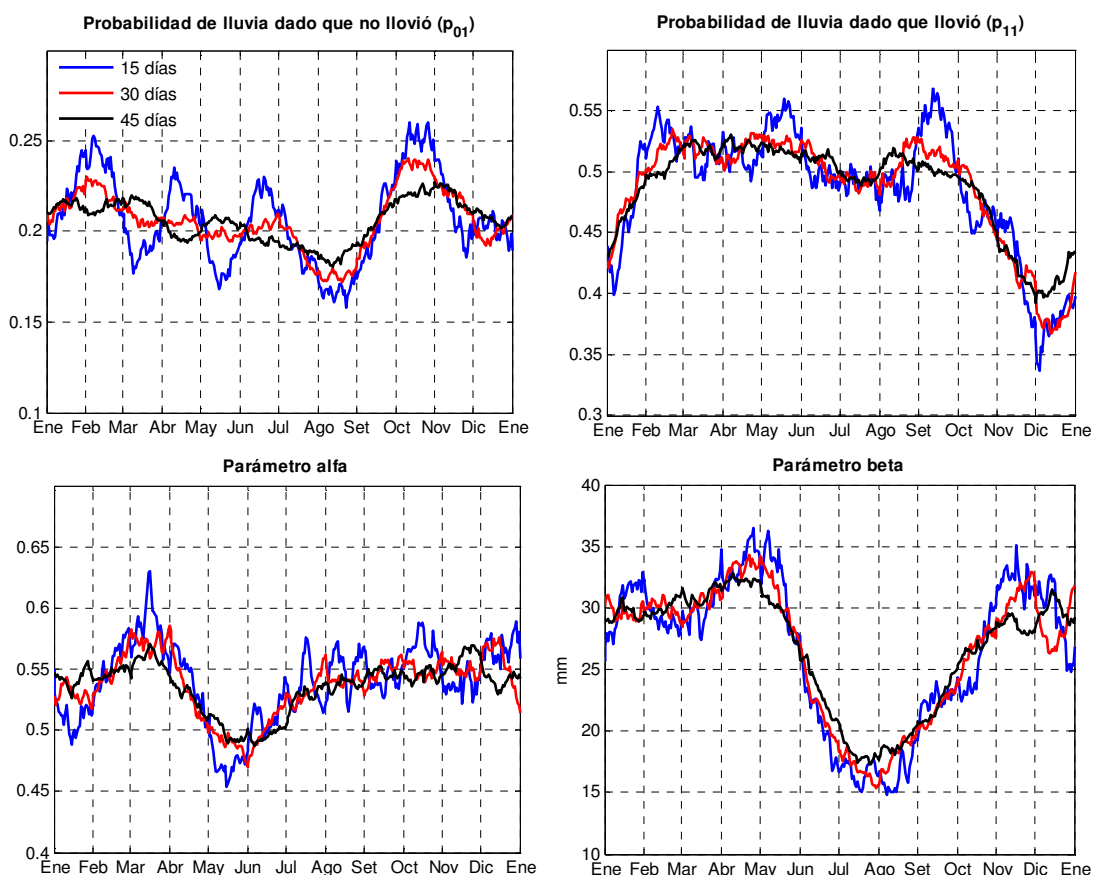 Probabilidad de lluvia dado que no llovió (p01)
0.25
0.2
0.15
0.1
15 días
30 días
45 días
Ene Feb Mar Abr May Jun Jul Ago Set Oct Nov Dic Ene
Probabilidad de lluvia dado que llovió (p11)
0.55
0.5
0.45
0.4
0.35
0.3
Ene Feb Mar Abr May Jun Jul Ago Set Oct Nov Dic Ene
Parámetro alfa
0.65
0.6
0.55
0.5
0.45
0.4
Ene Feb Mar Abr May Jun Jul Ago Set Oct Nov Dic Ene
Parámetro beta
40
35
30
25
20
15
10
mm
Ene Feb Mar Abr May Jun Jul Ago Set Oct Nov Dic Ene